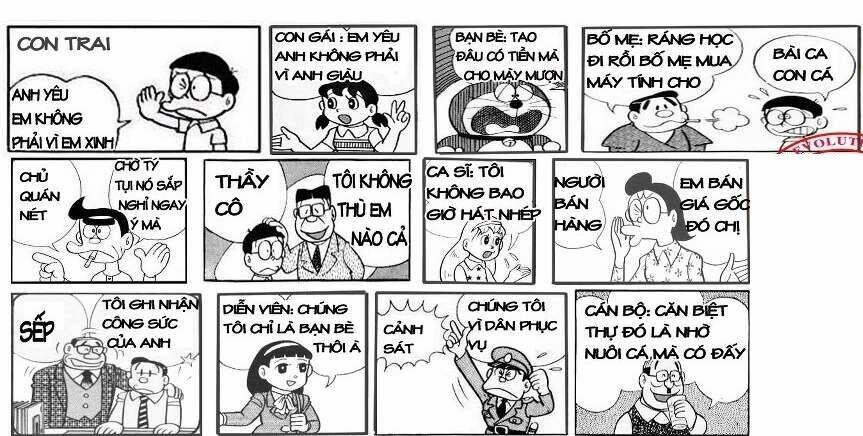 CON TRAI
ANH YÊU
EM KHÔNG
PHẢI VÌ EM XINH
CON GÁI : EM YÊU
ANH KHÔNG PHẢI
VÌ ANH GIÀU
BẠN BÈ: TAO
ĐÂU CÓ TIỀN MÀ
CHO MÀY MƯỢN
BỐ MẸ: RÁNG HỌC
ĐI RỒI BỐ MẸ MUA
MÁY TÍNH CHO
BÀI CA
CON CÁ
EVOLUT
CHỦ
QUÁN
NÉT
CHỜ TÝ
TỤI NÓ SẮP
NGHỈ NGAY
Ý MÀ
THẦY
CÔ
TÔI KHÔNG
THÙ EM
NÀO CẢ
CA SĨ: TÔI
KHÔNG BAO
GIỜ HÁT NHÉP
NGƯỜI
BÁN
HÀNG
EM BÁN
GIÁ GỐC
ĐÓ CHỊ
SẾP
TÔI GHI NHẬN
CÔNG SỨC
CỦA ANH
DIỄN VIÊN: CHÚNG
TÔI CHỈ LÀ BẠN BÈ
THÔI À
CẢNH
SÁT
CHÚNG TÔI
VÌ DÂN PHỤC
VỤ
CÁN BỘ: CĂN BIỆT
THỰ ĐÓ LÀ NHỜ
NUÔI CÁ MÀ CÓ ĐẤY